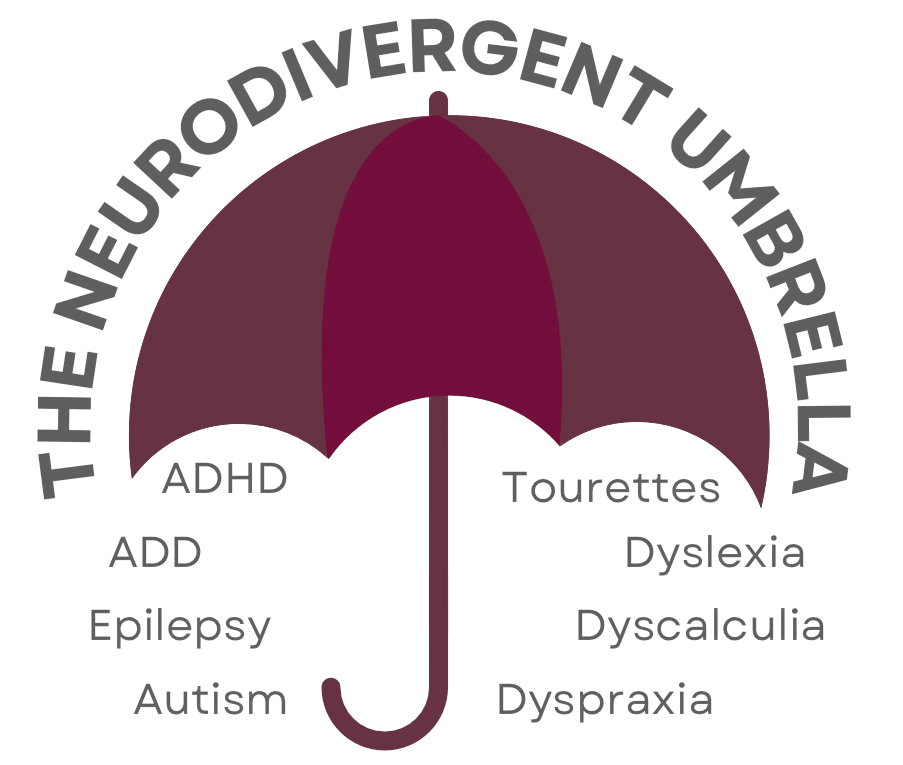 THE NEURODIVERGENT UMBRELLA
ADHD
ADD
Epilepsy
Autism
Tourettes
Dyslexia
Dyscalculia
Dyspraxia